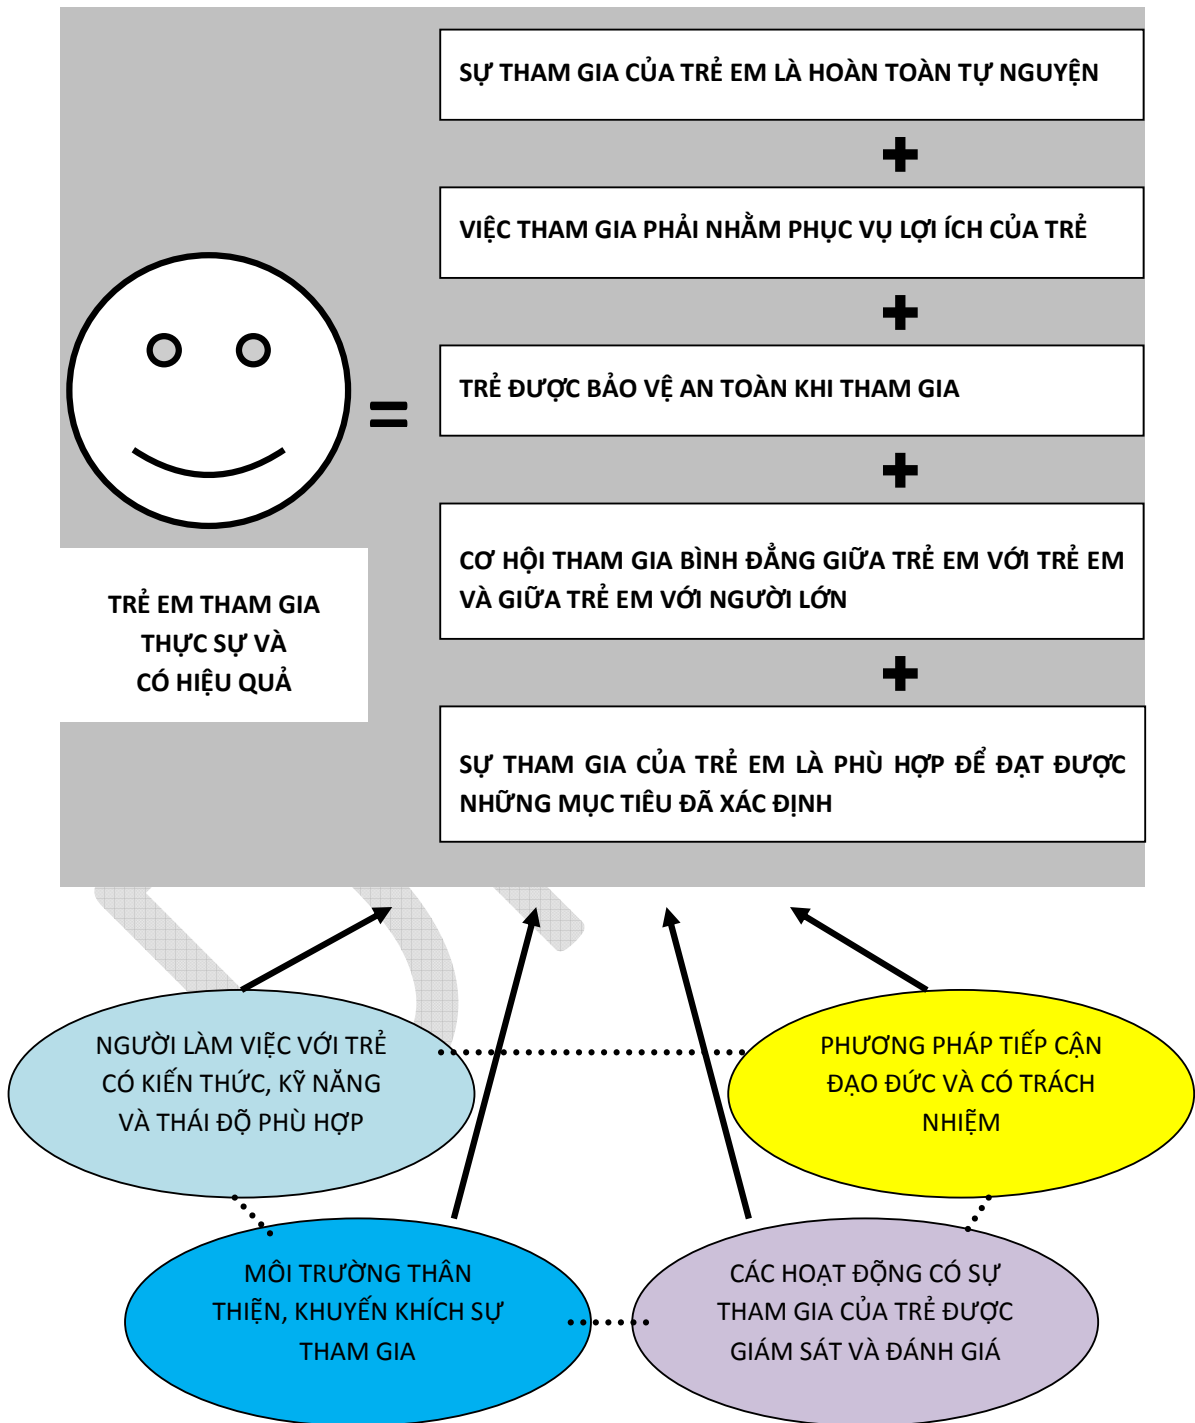 SỰ THAM GIA CỦA TRẺ EM LÀ HOÀN TOÀN TỰ NGUYỆN
+
VIỆC THAM GIA PHẢI NHẰM PHỤC VỤ LỢI ÍCH CỦA TRẺ
+
TRẺ ĐƯỢC BẢO VỆ AN TOÀN KHI THAM GIA
=
+
CƠ HỘI THAM GIA BÌNH ĐẲNG GIỮA TRẺ EM VỚI TRẺ EM
VÀ GIỮA TRẺ EM VỚI NGƯỜI LỚN
+
SỰ THAM GIA CỦA TRẺ EM LÀ PHÙ HỢP ĐỂ ĐẠT ĐƯỢC
NHỮNG MỤC TIÊU ĐÃ XÁC ĐỊNH
TRẺ EM THAM GIA
THỰC SỰ VÀ
CÓ HIỆU QUẢ
NGƯỜI LÀM VIỆC VỚI TRẺ
CÓ KIẾN THỨC, KỸ NĂNG
VÀ THÁI ĐỘ PHÙ HỢP
PHƯƠNG PHÁP TIẾP CẬN
ĐẠO ĐỨC VÀ CÓ TRÁCH
NHIỆM
MÔI TRƯỜNG THÂN
THIỆN, KHUYẾN KHÍCH SỰ
THAM GIA
CÁC HOẠT ĐỘNG CÓ SỰ
THAM GIA CỦA TRẺ ĐƯỢC
GIÁM SÁT VÀ ĐÁNH GIÁ